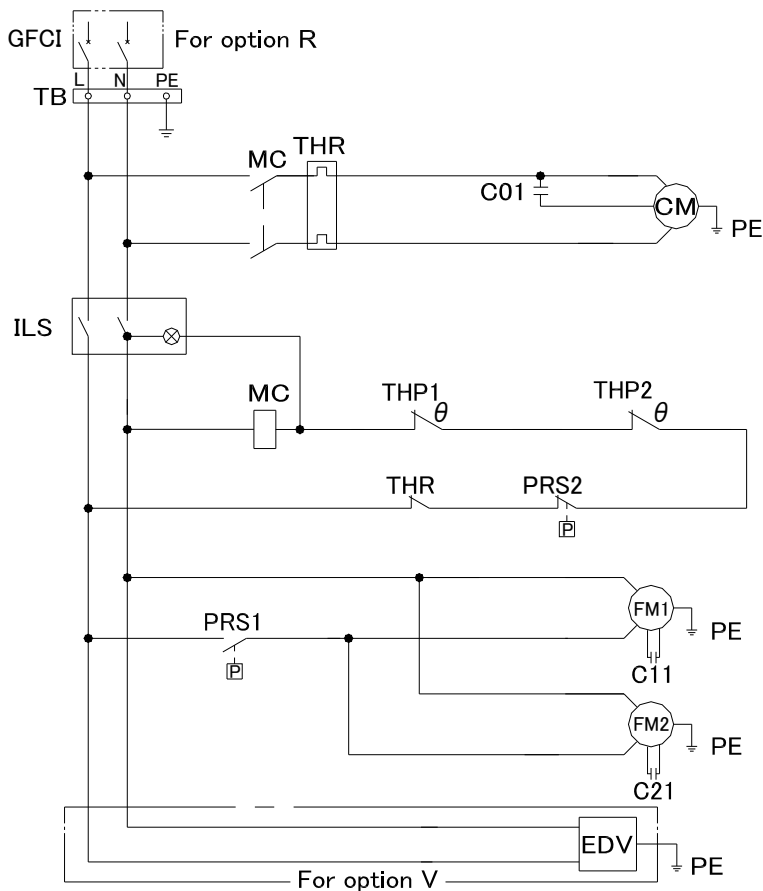 GFCI For option R
L N PE
TB
MC THR
C01
CM
PE
ILS
MC THP1 θ THP2 θ
THR PRS2
P
FM1
PRS1 PE
P
C11
FM2
PE
C21
EDV
PE
For option V